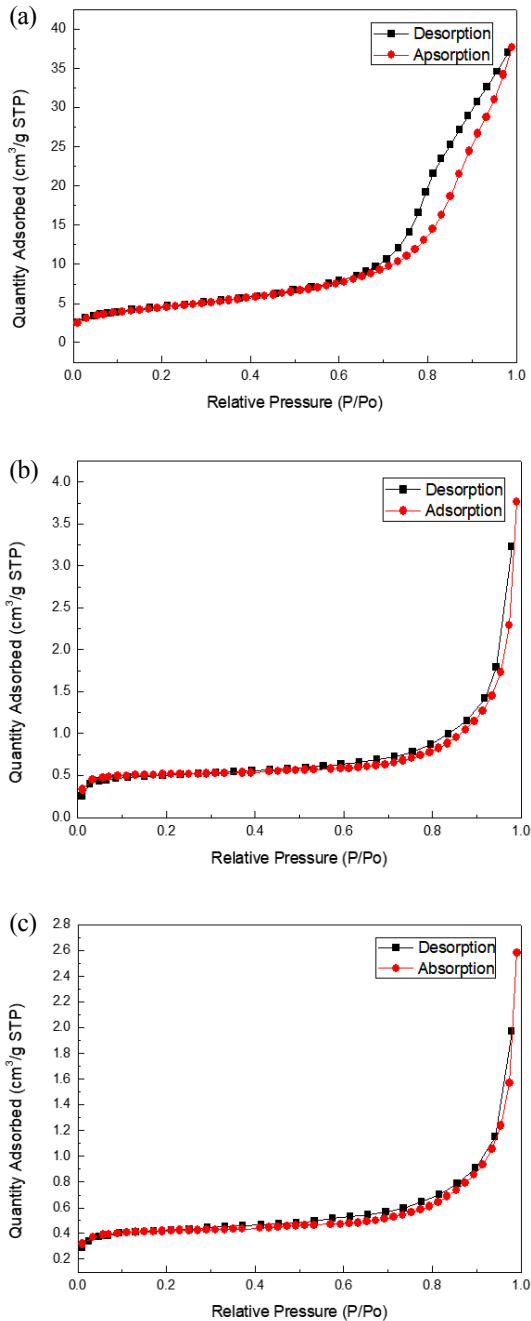 (a)
Desorption
Apsorption
Quantity Adsorbed (cm³/g STP)
40
35
30
25
20
15
10
5
0
0.0 0.2 0.4 0.6 0.8 1.0
Relative Pressure (P/Po)
(b)
Desorption
Adsorption
Quantity Adsorbed (cm³/g STP)
4.0
3.5
3.0
2.5
2.0
1.5
1.0
0.5
0.0
0.0 0.2 0.4 0.6 0.8 1.0
Relative Pressure (P/Po)
(c)
Desorption
Absorption
Quantity Adsorbed (cm³/g STP)
2.8
2.6
2.4
2.2
2.0
1.8
1.6
1.4
1.2
1.0
0.8
0.6
0.4
0.2
0.0 0.2 0.4 0.6 0.8 1.0
Relative Pressure (P/Po)